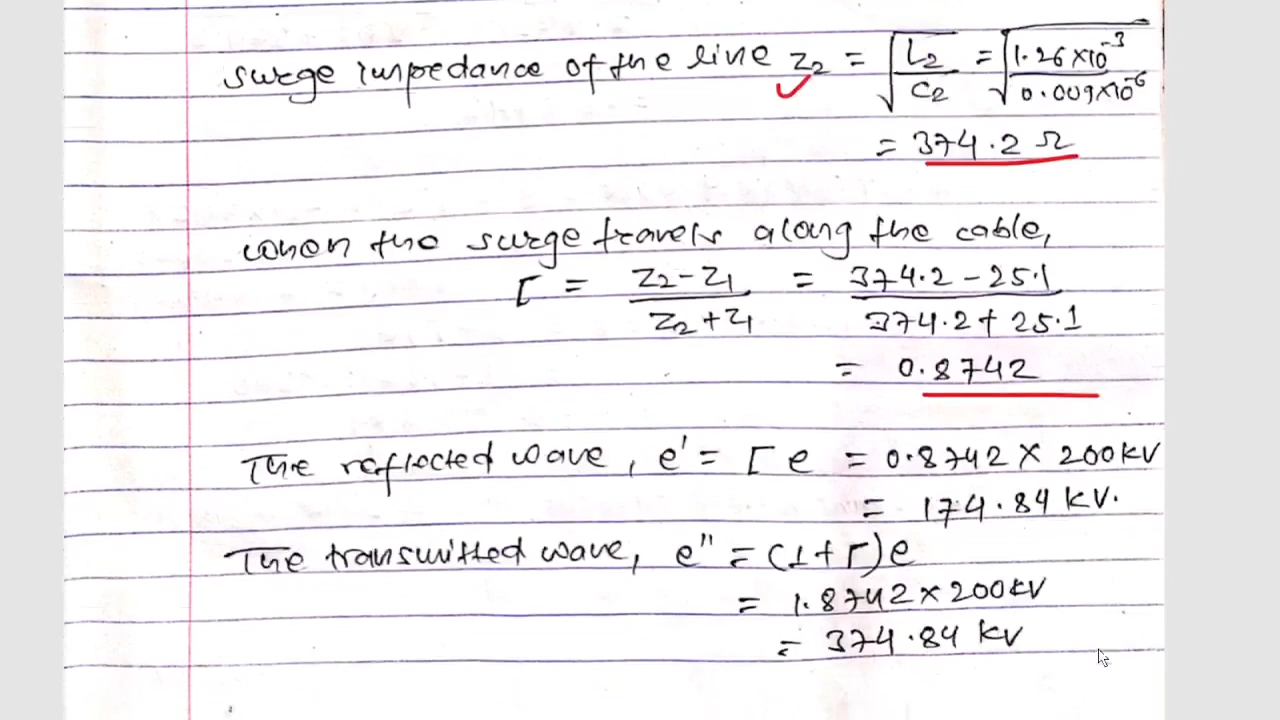 surge impedance of the line Z2 = √L2/C2 = √1.26×10^-3/0.009×10^-6
= 374.2 Ω
when the surge travels along the cable,
Γ = Z2-Z1/Z2+Z1 = 374.2-25.1/374.2+25.1
= 0.8742
The reflected wave, e' = Γ e = 0.8742 × 200kV
= 174.84 kV.
The transmitted wave, e'' = (1+Γ)e
= 1.8742×200kV
= 374.84 kV